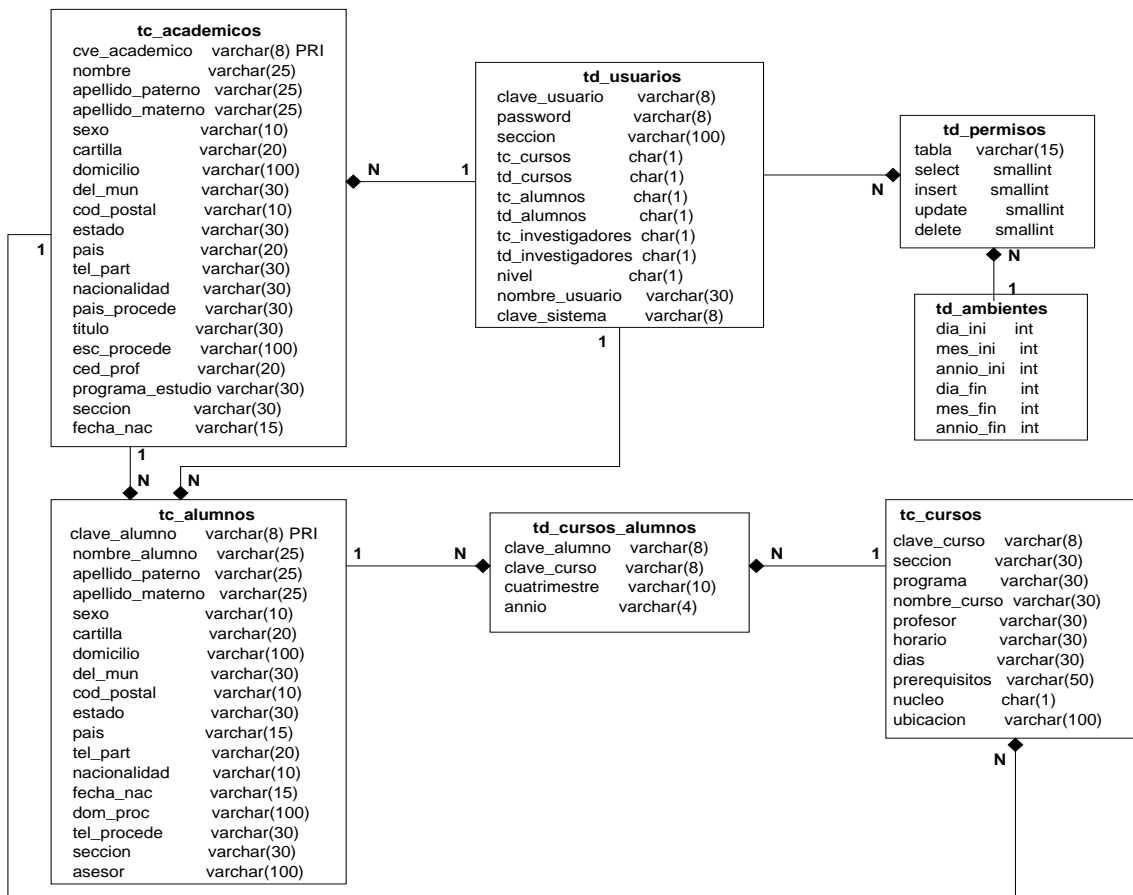 tc_academicos
cve_academico varchar(8) PRI
nombre varchar(25)
apellido_paterno varchar(25)
apellido_materno varchar(25)
sexo varchar(10)
cartilla varchar(20)
domicilio varchar(100)
del_mun varchar(30)
cod_postal varchar(10)
estado varchar(30)
pais varchar(20)
tel_part varchar(30)
nacionalidad varchar(30)
pais_procede varchar(30)
titulo varchar(30)
esc_procede varchar(100)
ced_prof varchar(20)
programa_estudio varchar(30)
seccion varchar(30)
fecha_nac varchar(15)
N
1
td_usuarios
clave_usuario varchar(8)
password varchar(8)
seccion varchar(100)
tc_cursos char(1)
td_cursos char(1)
tc_alumnos char(1)
td_alumnos char(1)
tc_investigadores char(1)
td_investigadores char(1)
nivel char(1)
nombre_usuario varchar(30)
clave_sistema varchar(8)
N
td_permisos
tabla varchar(15)
select smallint
insert smallint
update smallint
delete smallint
N
1
td_ambientes
dia_ini int
mes_ini int
annio_ini int
dia_fin int
mes_fin int
annio_fin int
1
1
1
N
N
tc_alumnos
clave_alumno varchar(8) PRI
nombre_alumno varchar(25)
apellido_paterno varchar(25)
apellido_materno varchar(25)
sexo varchar(10)
cartilla varchar(20)
domicilio varchar(100)
del_mun varchar(30)
cod_postal varchar(10)
estado varchar(30)
pais varchar(15)
tel_part varchar(20)
nacionalidad varchar(10)
fecha_nac varchar(15)
dom_proc varchar(100)
tel_procede varchar(30)
seccion varchar(30)
asesor varchar(100)
1
N
td_cursos_alumnos
clave_alumno varchar(8)
clave_curso varchar(8)
cuatrimestre varchar(10)
annio varchar(4)
N
1
tc_cursos
clave_curso varchar(8)
seccion varchar(30)
programa varchar(30)
nombre_curso varchar(30)
profesor varchar(30)
horario varchar(30)
dias varchar(30)
prerequisitos varchar(50)
nucleo char(1)
ubicacion varchar(100)
N